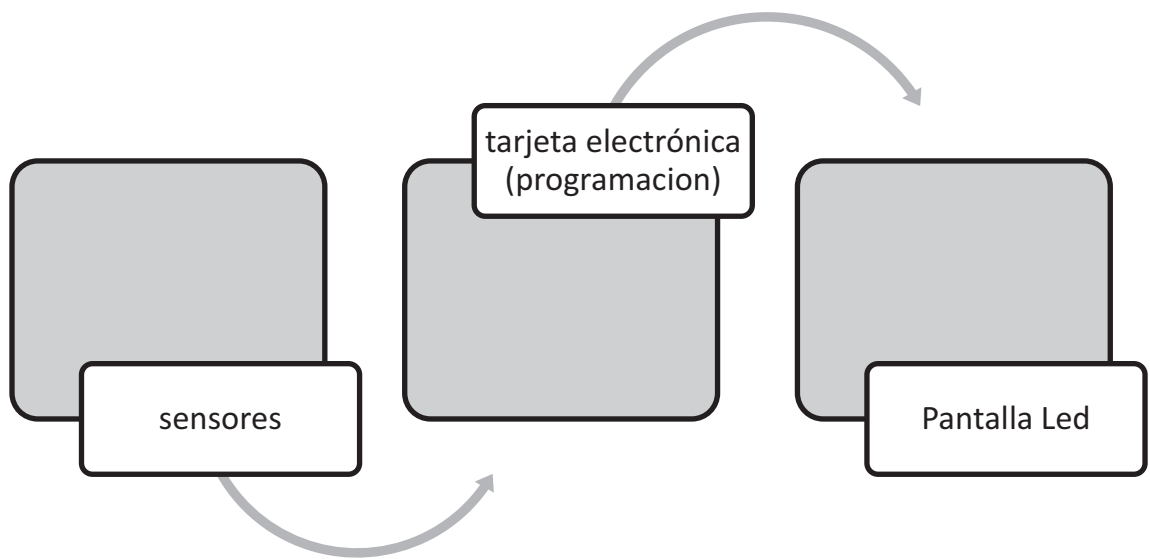 sensores
tarjeta electrónica
(programacion)
Pantalla Led